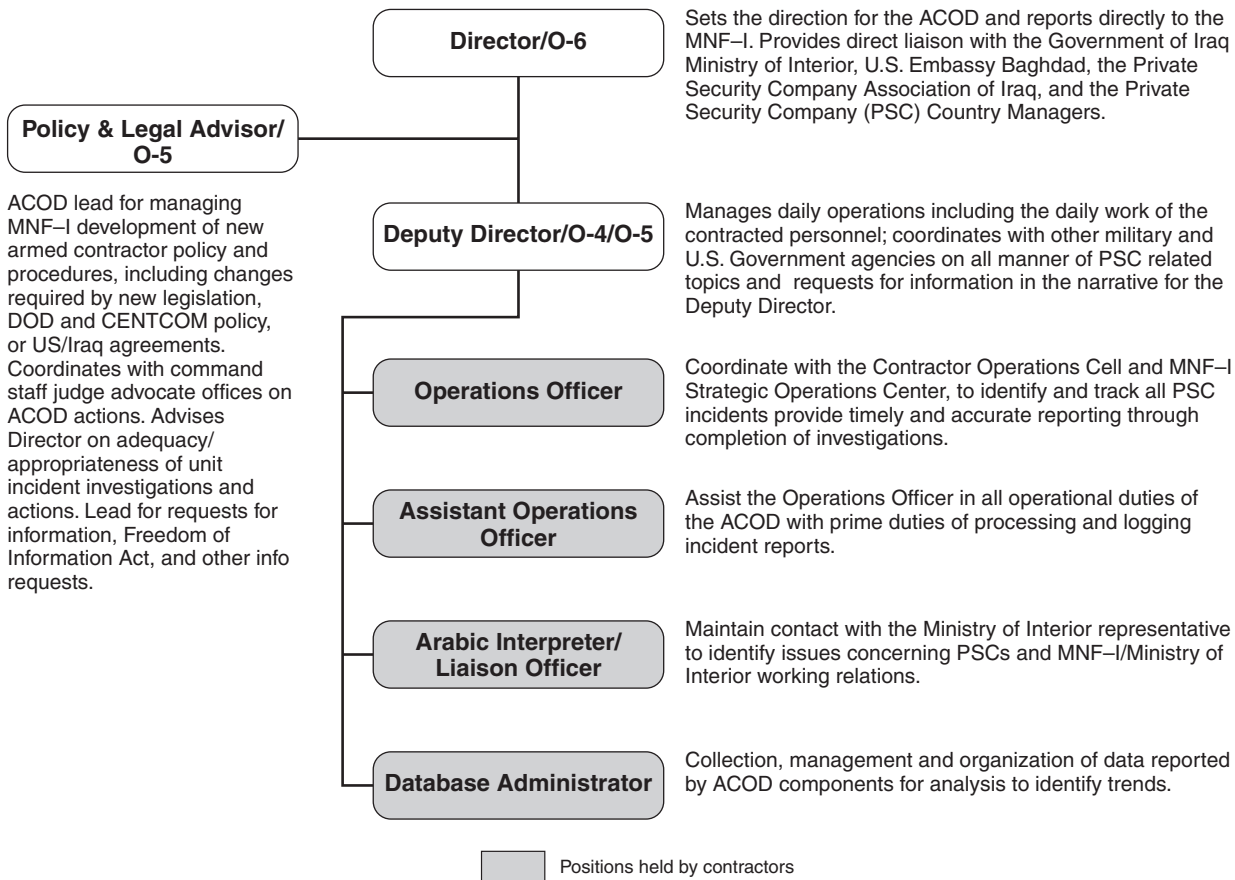 Director/O-6
Sets the direction for the ACOD and reports directly to the
MNF–I. Provides direct liaison with the Government of Iraq
Ministry of Interior, U.S. Embassy Baghdad, the Private
Security Company Association of Iraq, and the Private
Security Company (PSC) Country Managers.
Policy & Legal Advisor/
O-5
ACOD lead for managing
MNF–I development of new
armed contractor policy and
procedures, including changes
required by new legislation,
DOD and CENTCOM policy,
or US/Iraq agreements.
Coordinates with command
staff judge advocate offices on
ACOD actions. Advises
Director on adequacy/
appropriateness of unit
incident investigations and
actions. Lead for requests for
information, Freedom of
Information Act, and other info
requests.
Deputy Director/O-4/O-5
Manages daily operations including the daily work of the
contracted personnel; coordinates with other military and
U.S. Government agencies on all manner of PSC related
topics and requests for information in the narrative for the
Deputy Director.
Operations Officer
Coordinate with the Contractor Operations Cell and MNF–I
Strategic Operations Center, to identify and track all PSC
incidents provide timely and accurate reporting through
completion of investigations.
Assistant Operations
Officer
Assist the Operations Officer in all operational duties of
the ACOD with prime duties of processing and logging
incident reports.
Arabic Interpreter/
Liaison Officer
Maintain contact with the Ministry of Interior representative
to identify issues concerning PSCs and MNF–I/Ministry of
Interior working relations.
Database Administrator
Collection, management and organization of data reported
by ACOD components for analysis to identify trends.
Positions held by contractors